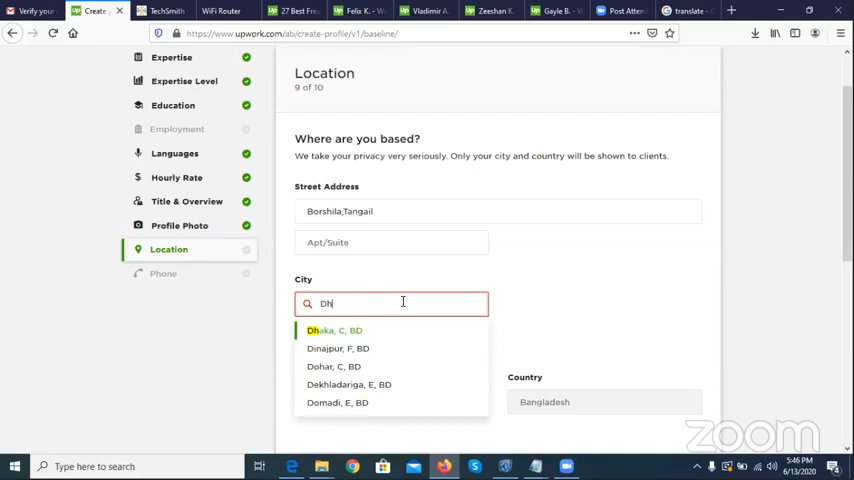 Verify your
Create y
TechSmith
WiFi Router
27 Best Free
Felix K. - W
Vladimir A.
Zeeshan K.
Gayle B. - W
Post Attend
translate - G
https://www.upwork.com/ab/create-profile/v1/baseline/
Expertise
Expertise Level
Education
Employment
Languages
Hourly Rate
Title & Overview
Profile Photo
Location
Phone
Location
9 of 10
Where are you based?
We take your privacy very seriously. Only your city and country will be shown to clients.
Street Address
Borshila,Tangail
Apt/Suite
City
Dh
Dhaka, C, BD
Dinajpur, F, BD
Dohar, C, BD
Dekhladariga, E, BD
Domadi, E, BD
Country
Bangladesh
zoom
Type here to search
5:46 PM
6/13/2020
4